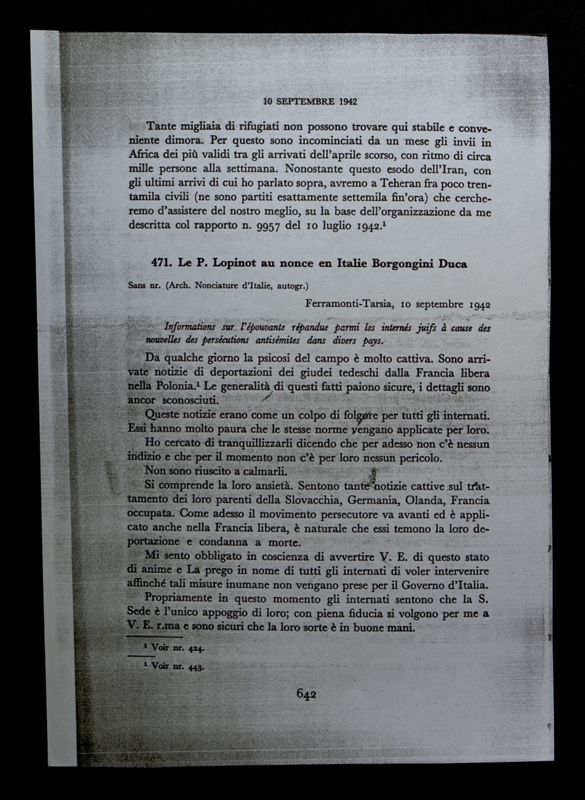 10 SEPTEMBRE 1942
Tante migliaia di rifugiati non possono trovare qui stabile e conve-
niente dimora. Per questo sono incominciati da un mese gli invii in
Africa dei più validi tra gli arrivati dell'aprile scorso, con ritmo di circa
mille persone alla settimana. Nonostante questo esodo dell'Iran, con
gli ultimi arrivi di cui ho parlato sopra, avremo a Teheran fra poco tren-
tamila civili (ne sono partiti esattamente settemila fin'ora) che cerche-
remo d'assistere del nostro meglio, su la base dell'organizzazione da me
descritta col rapporto n. 9957 del 10 luglio 1942.¹
471. Le P. Lopinot au nonce en Italie Borgongini Duca
Sans nr. (Arch. Nonciature d'Italie, autogr.)
Ferramonti-Tarsia, 10 septembre 1942
Informations sur l'épouvante répandue parmi les internés juifs à cause des
nouvelles des persécutions antisémites dans divers pays.
Da qualche giorno la psicosi del campo è molto cattiva. Sono arri-
vate notizie di deportazioni dei giudei tedeschi dalla Francia libera
nella Polonia.¹ Le generalità di questi fatti paiono sicure, i dettagli sono
ancor sconosciuti.
Queste notizie erano come un colpo di folgore per tutti gli internati.
Essi hanno molto paura che le stesse norme vengano applicate per loro.
Ho cercato di tranquillizzarli dicendo che per adesso non c'è nessun
indizio e che per il momento non c'è per loro nessun pericolo.
Non sono riuscito a calmarli.
Si comprende la loro ansietà. Sentono tante notizie cattive sul trat-
tamento dei loro parenti della Slovacchia, Germania, Olanda, Francia
occupata. Come adesso il movimento persecutore va avanti ed è appli-
cato anche nella Francia libera, è naturale che essi temono la loro de-
portazione e condanna a morte.
Mi sento obbligato in coscienza di avvertire V. E. di questo stato
di anime e La prego in nome di tutti gli internati di voler intervenire
affinché tali misure inumane non vengano prese per il Governo d'Italia.
Propriamente in questo momento gli internati sentono che la S.
Sede è l'unico appoggio di loro; con piena fiducia si volgono per me a
V. E. r.ma e sono sicuri che la loro sorte è in buone mani.
¹ Voir nr. 424.
¹ Voir nr. 443.
642